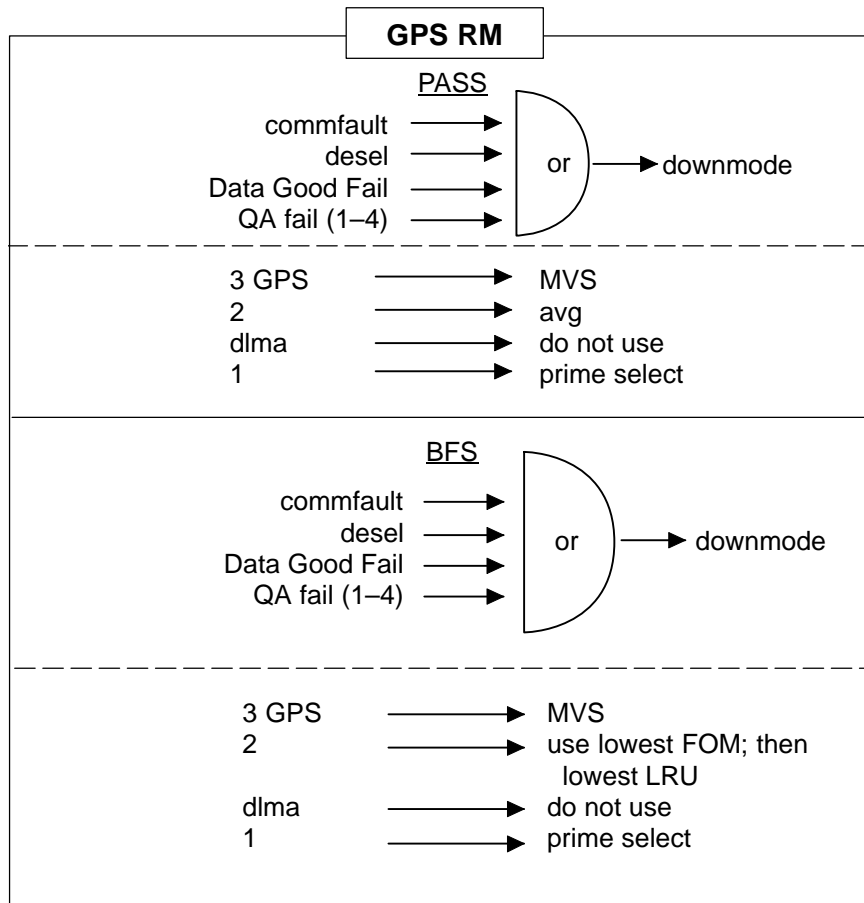 GPS RM
PASS
commfault
desel
Data Good Fail
QA fail (1–4)
or
downmode
3 GPS MVS
2 avg
dlma do not use
1 prime select
BFS
commfault
desel
Data Good Fail
QA fail (1–4)
or
downmode
3 GPS MVS
2 use lowest FOM; then
lowest LRU
dlma do not use
1 prime select